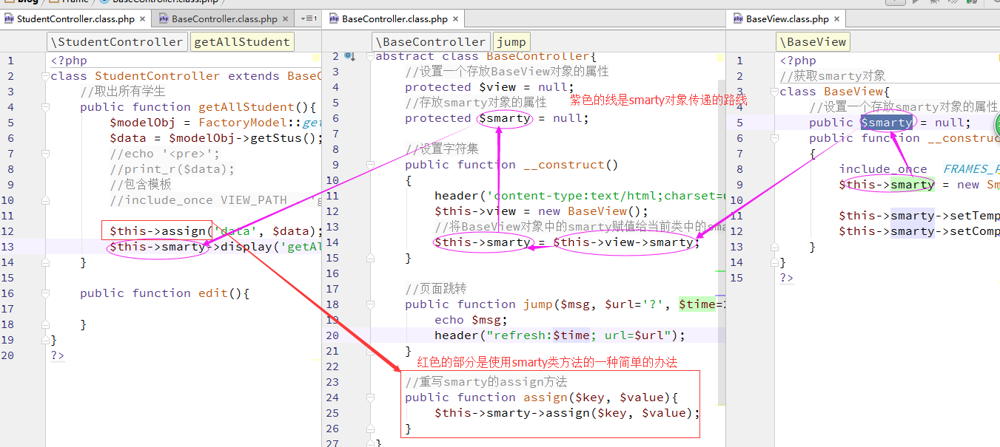 blog Frame BaseController.class.php
StudentController.class.php × BaseController.class.php × 1
\StudentController getAllStudent
1 <?php
2 class StudentController extends BaseC
3 //取出所有学生
4 public function getAllStudent(){
5 $modelObj = FactoryModel::get
6 $data = $modelObj->getStus();
7 //echo '<pre>';
8 //print_r($data);
9 //包含模板
10 //include_once VIEW_PATH
11
12 $this->assign('data', $data);
13 $this->smarty->display('getAl
14 }
15
16 public function edit(){
17
18 }
19 }
20 ?>
BaseController.class.php ×
\BaseController jump
2 abstract class BaseController{
3 //设置一个存放BaseView对象的属性
4 protected $view = null;
5 //存放smarty对象的属性
紫色的线是smarty对象传递的路线
6 protected $smarty = null;
7
8 //设置字符集
9 public function __construct()
10 {
11 header('content-type:text/html;charset=u
12 $this->view = new BaseView();
13 //将BaseView对象中的smarty赋值给当前类中的sma
14 $this->smarty = $this->view->smarty;
15 }
16
17 //页面跳转
18 public function jump($msg, $url='?', $time=
19 echo $msg;
20 header("refresh:$time; url=$url");
21 }
22 红色的部分是使用smarty类方法的一种简单的办法
23 //重写smarty的assign方法
24 public function assign($key, $value){
25 $this->smarty->assign($key, $value);
26 }
27 }
BaseView.class.php ×
\BaseView
1 <?php
2 //获取smarty对象
3 class BaseView{
4 //设置一个存放smarty对象的属性
5 public $smarty = null;
6 public function __construc
7 {
8 include_once FRAMES_P
9 $this->smarty = new Sm
10
11 $this->smarty->setTemp
12 $this->smarty->setComp
13 }
14 }
15 ?>